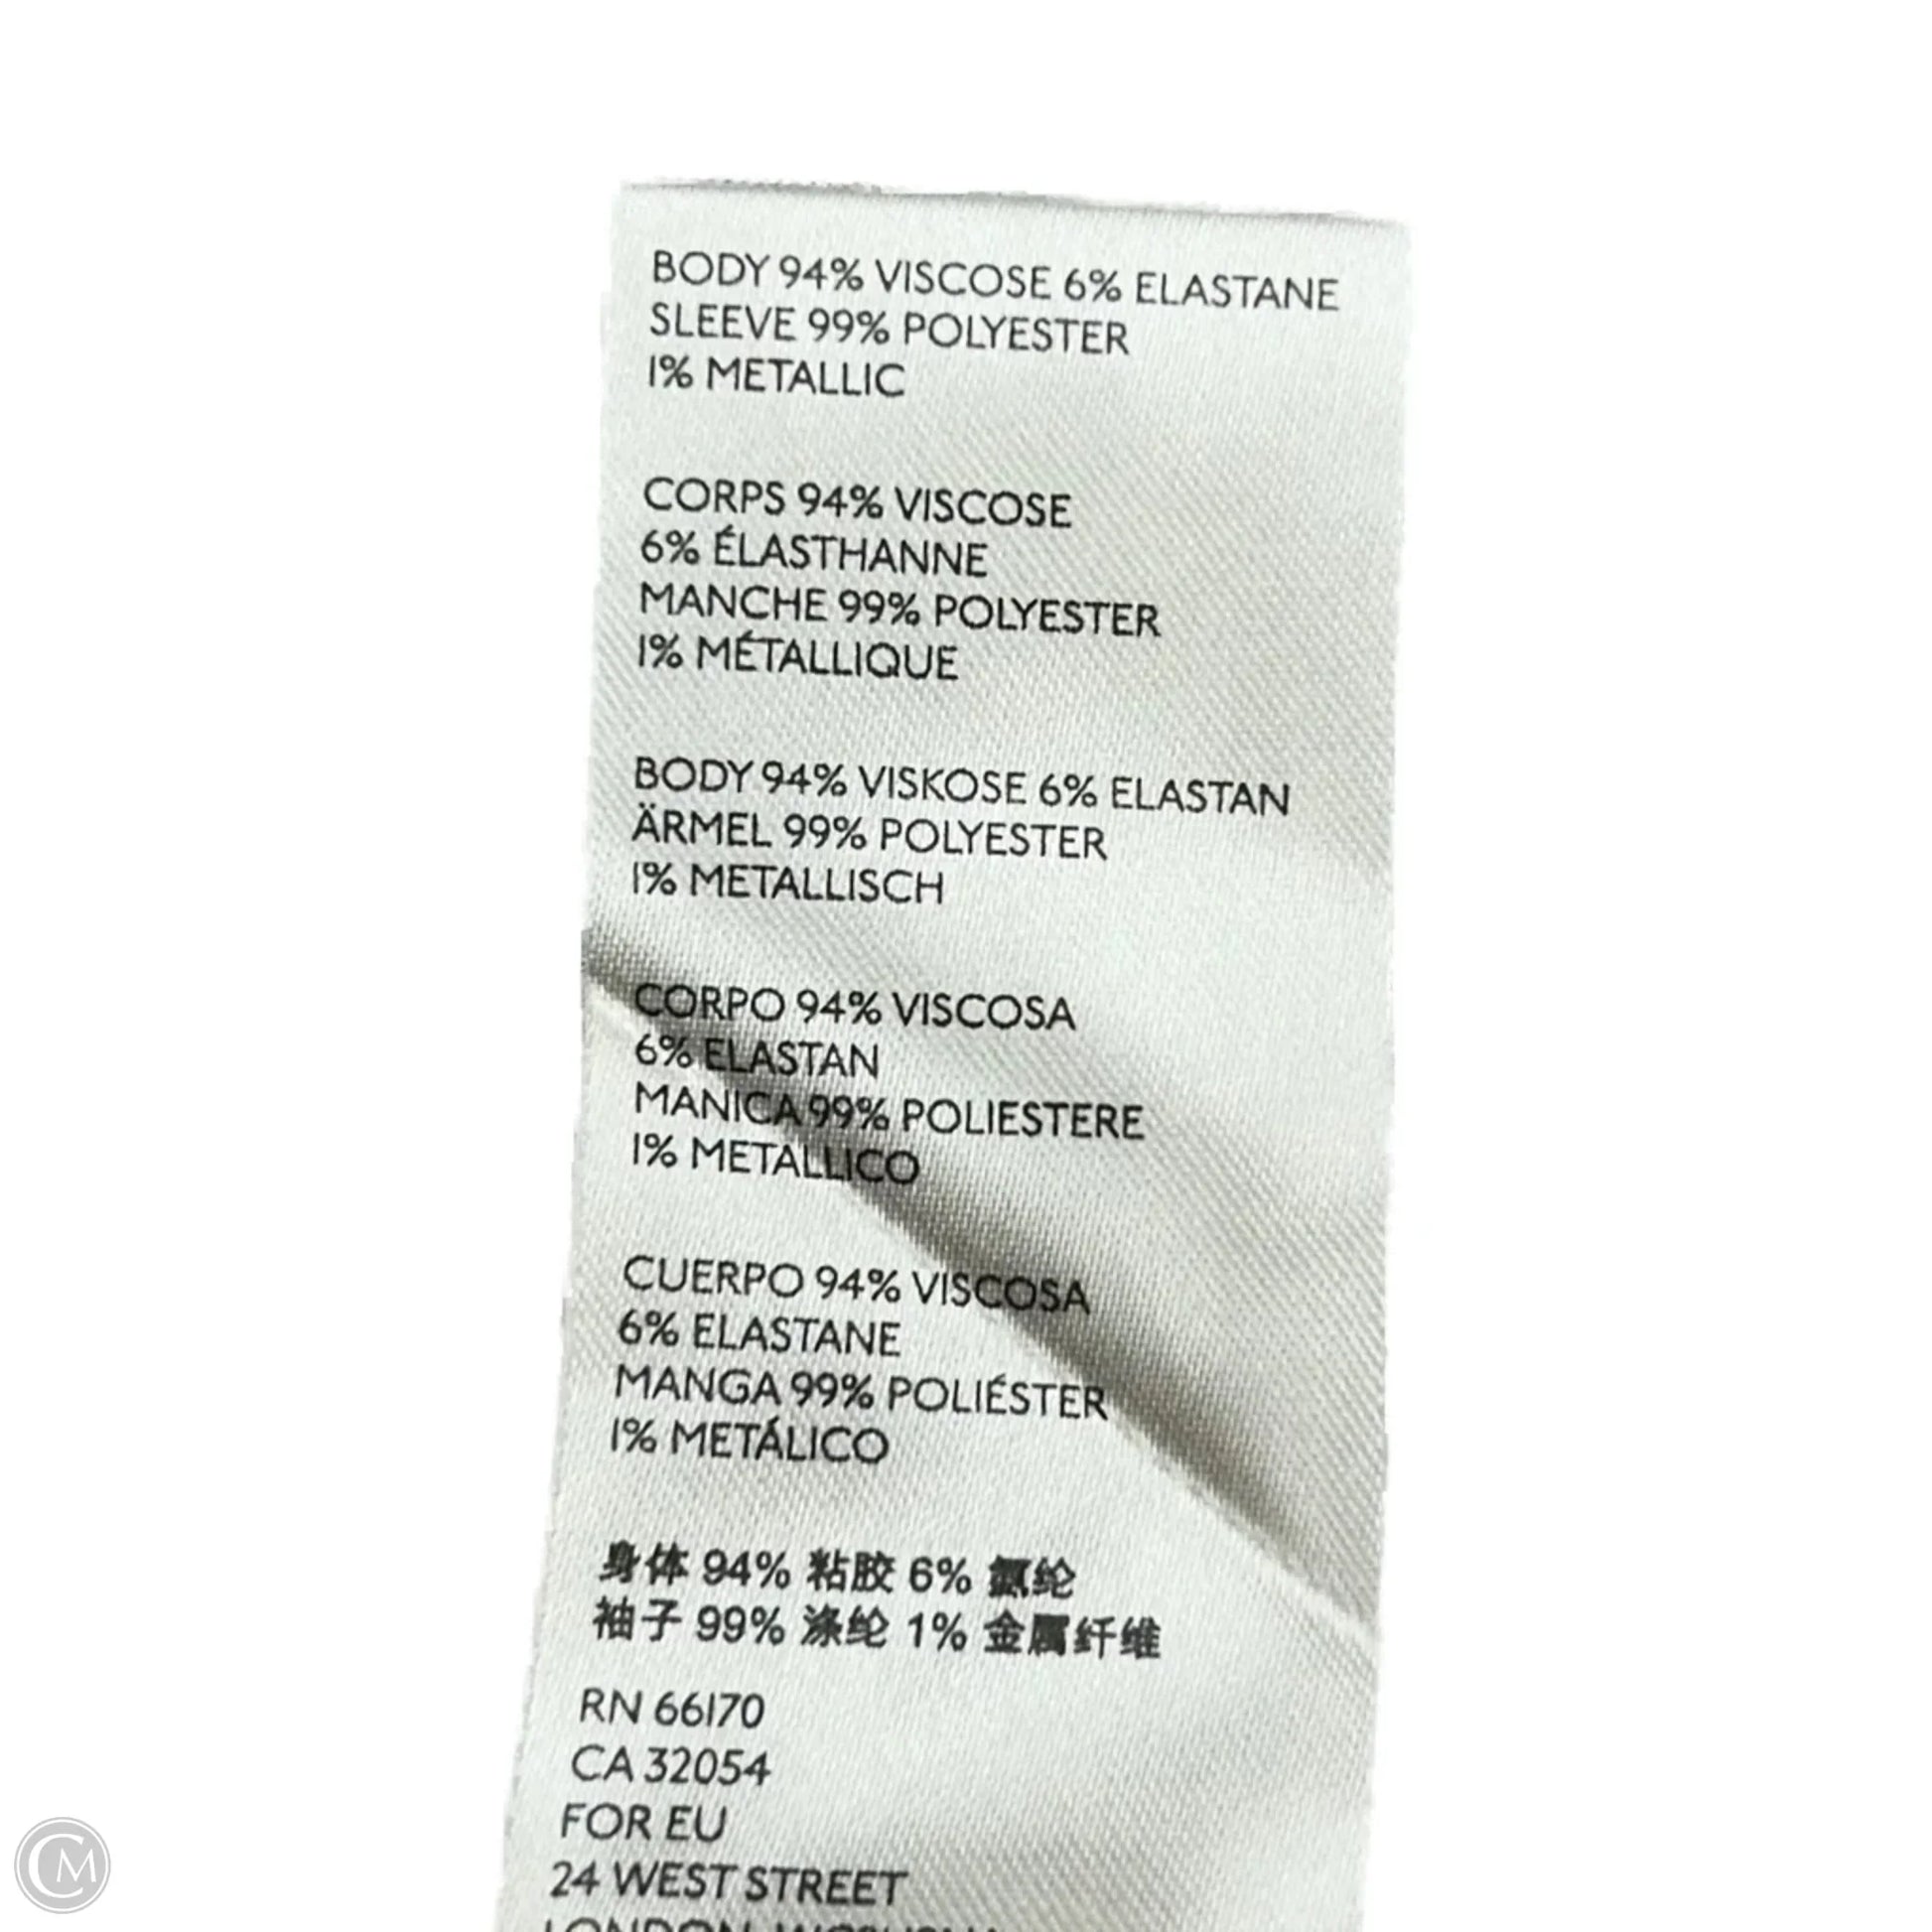 BODY 94% VISCOSE 6% ELASTANE
SLEEVE 99% POLYESTER
1% METALLIC
CORPS 94% VISCOSE
6% ÉLASTHANNE
MANCHE 99% POLYESTER
1% MÉTALLIQUE
BODY 94% VISKOSE 6% ELASTAN
ÄRMEL 99% POLYESTER
1% METALLISCH
CORPO 94% VISCOSA
6% ELASTAN
MANICA 99% POLIESTERE
1% METALLICO
CUERPO 94% VISCOSA
6% ELASTANE
MANGA 99% POLIÉSTER
1% METÁLICO
身体 94% 粘胶 6% 氨纶
袖子 99% 涤纶 1% 金属纤维
RN 66170
CA 32054
FOR EU
24 WEST STREET
LONDON
CM